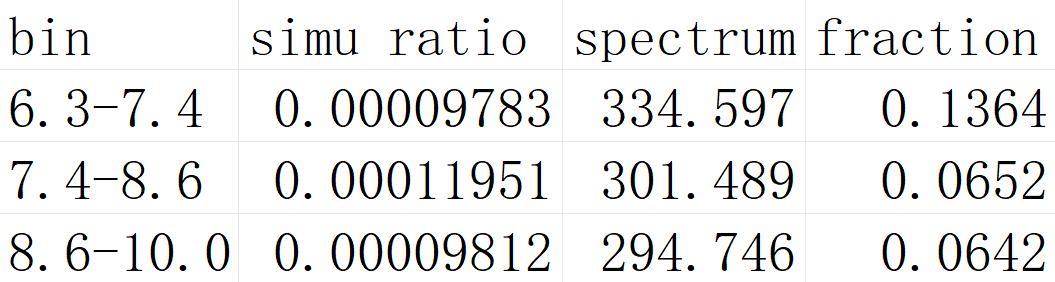 bin simu ratio spectrum fraction
6.3-7.4 0.00009783 334.597 0.1364
7.4-8.6 0.00011951 301.489 0.0652
8.6-10.0 0.00009812 294.746 0.0642